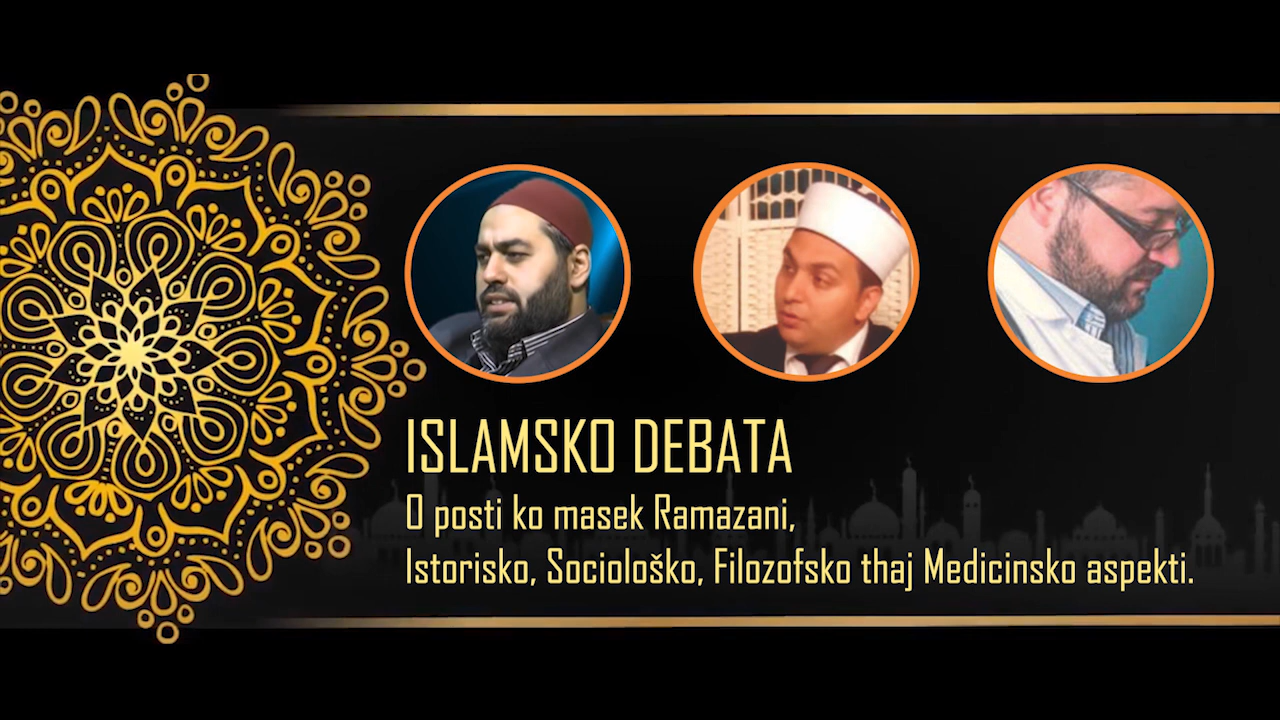 ISLAMSKO DEBATA
O posti ko masek Ramazani,
Istorisko, Sociološko, Filozofsko thaj Medicinsko aspekti.